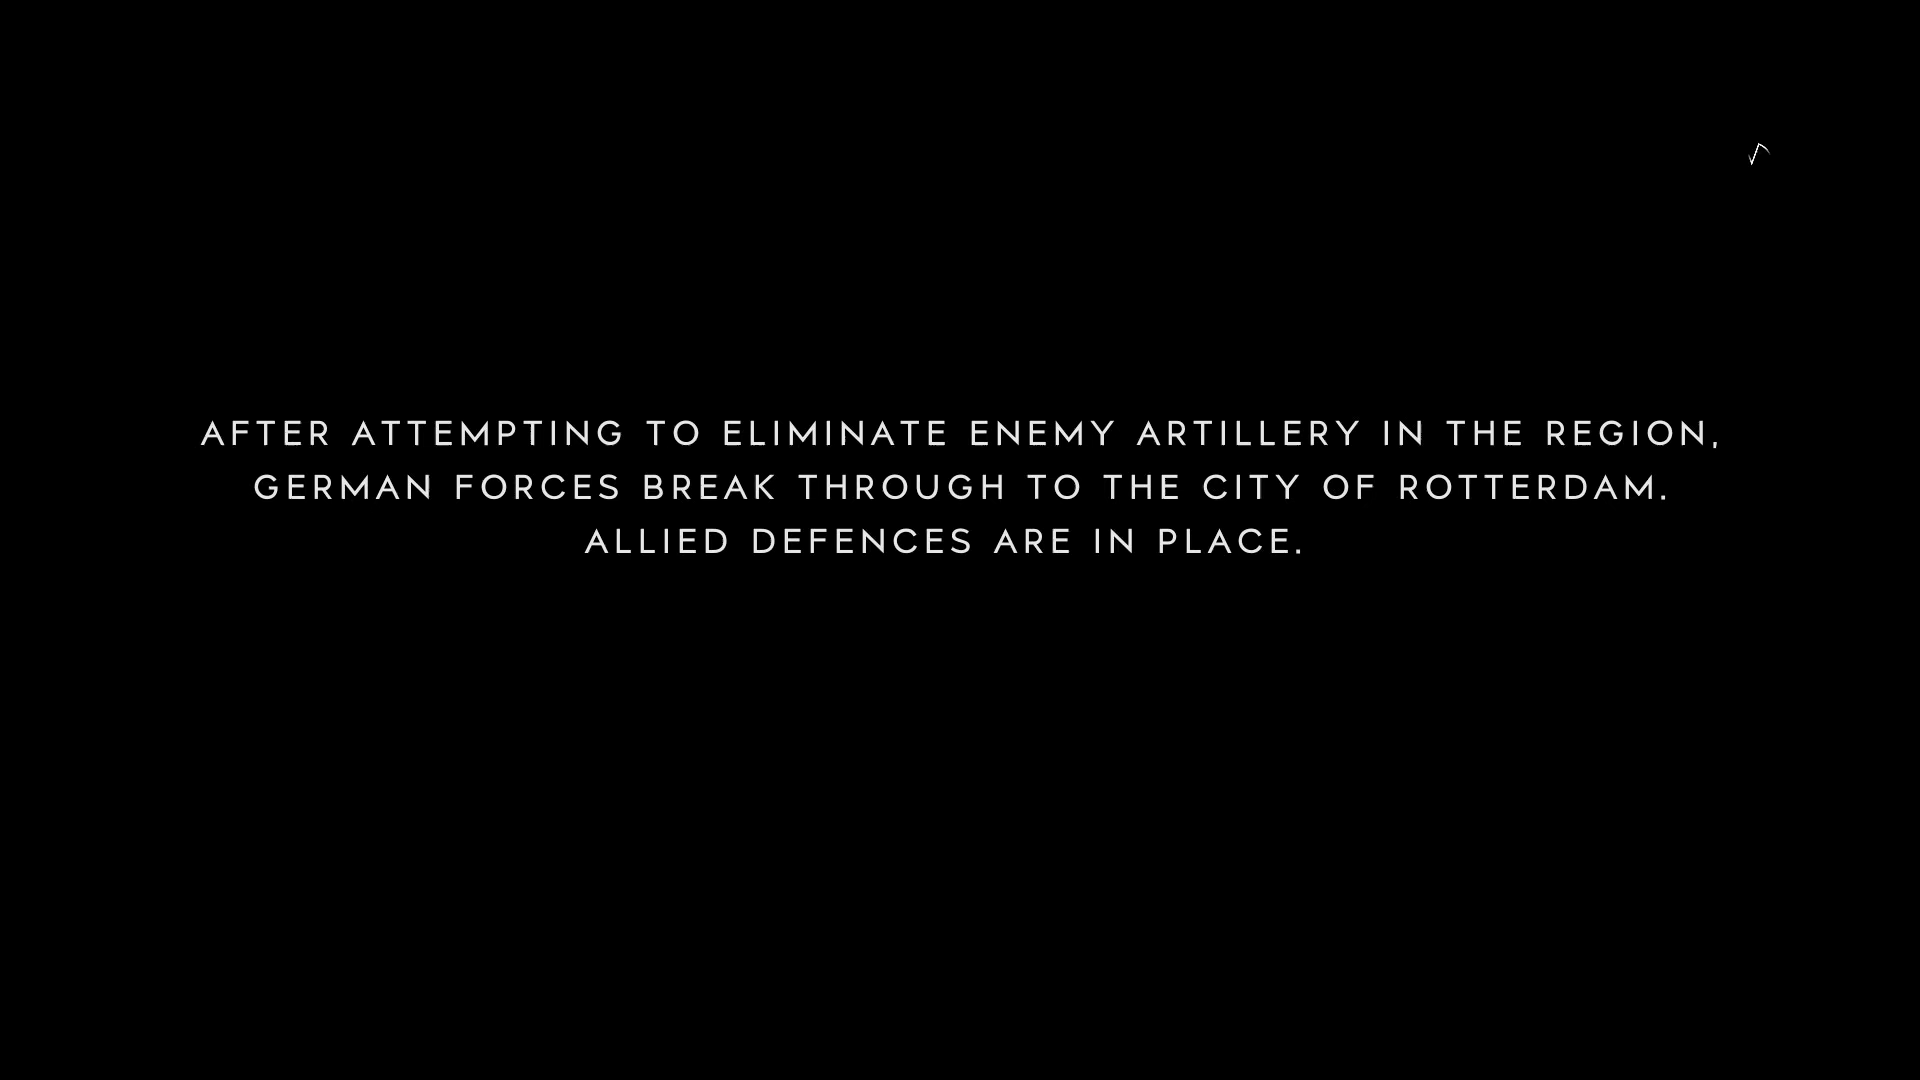 AFTER ATTEMPTING TO ELIMINATE ENEMY ARTILLERY IN THE REGION,
GERMAN FORCES BREAK THROUGH TO THE CITY OF ROTTERDAM.
ALLIED DEFENCES ARE IN PLACE.